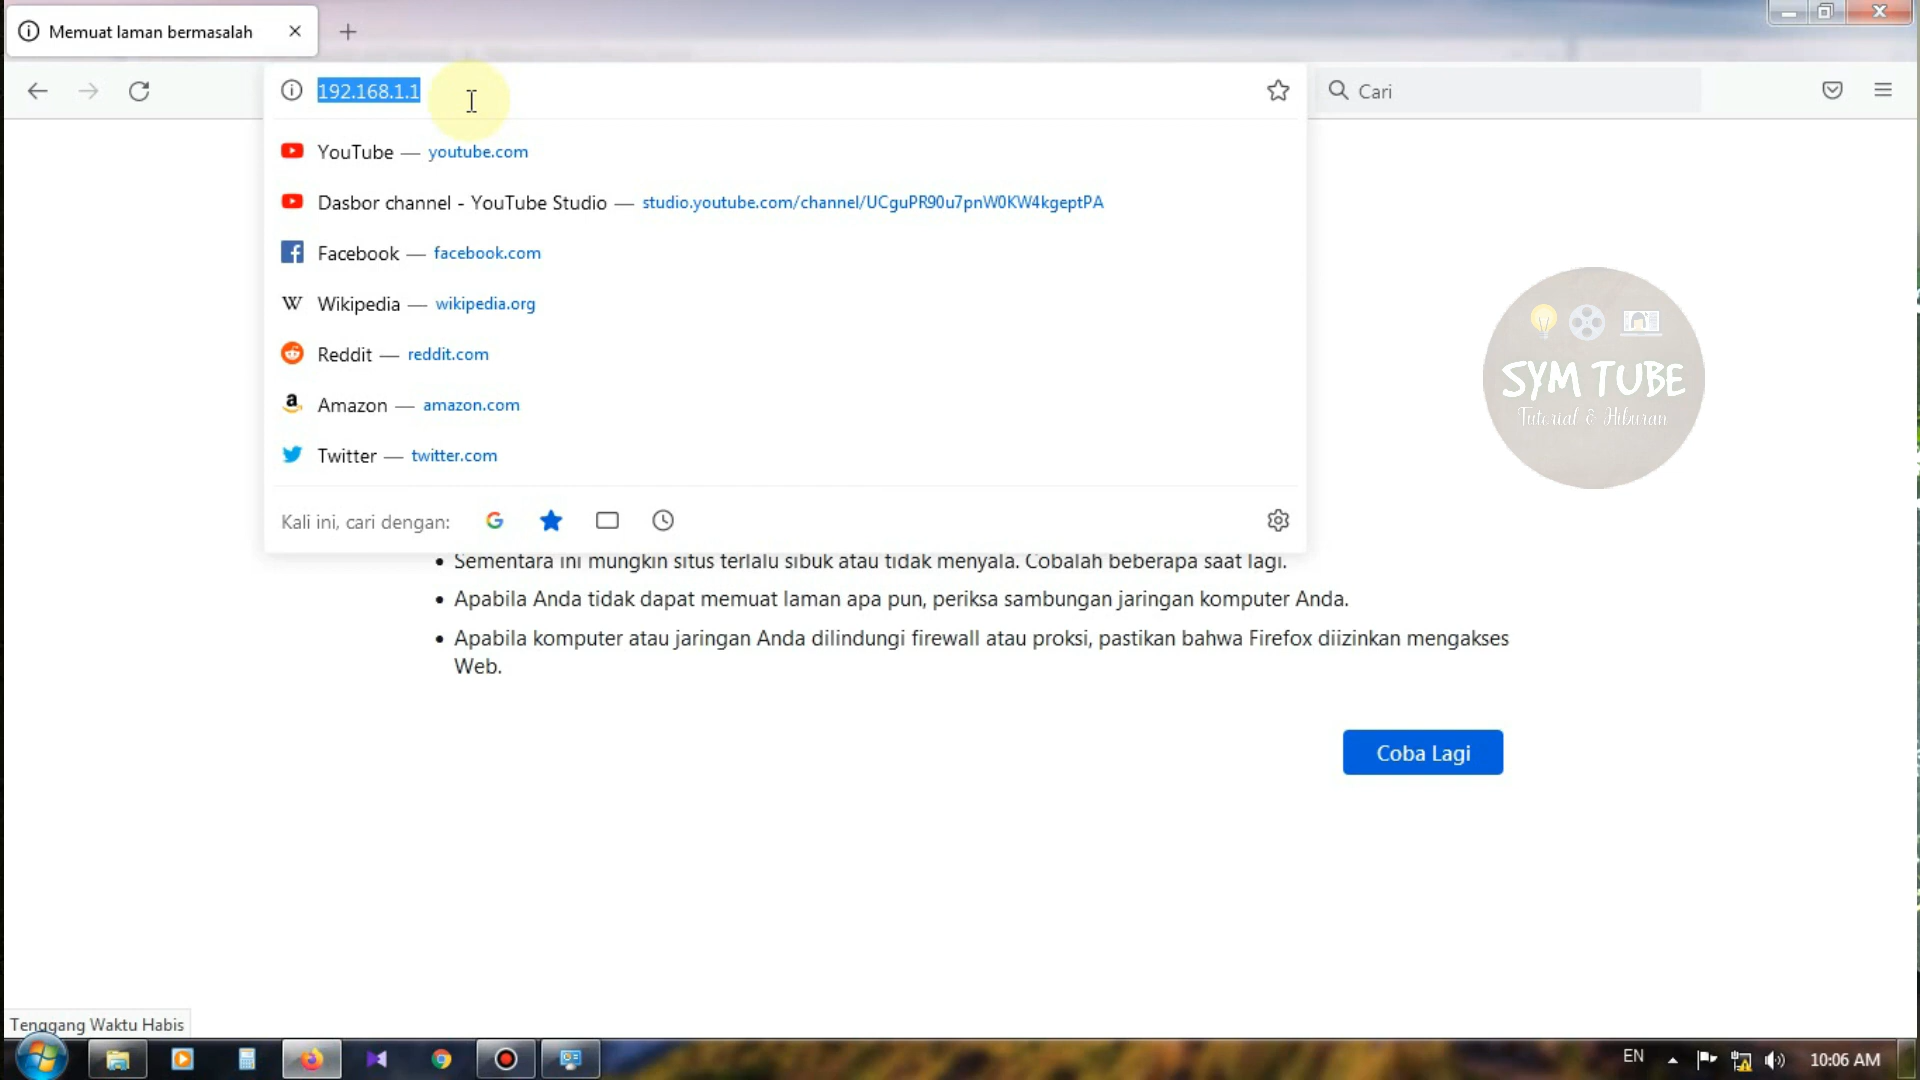 Memuat laman bermasalah
192.168.1.1
Cari
YouTube — youtube.com
Dasbor channel - YouTube Studio — studio.youtube.com/channel/UCguPR90u7pnW0KW4kgeptPA
Facebook — facebook.com
Wikipedia — wikipedia.org
Reddit — reddit.com
Amazon — amazon.com
Twitter — twitter.com
SYM TUBE
Tutorial & Hiburan
Kali ini, cari dengan:
Sementara ini mungkin situs terlalu sibuk atau tidak menyala. Cobalah beberapa saat lagi.
Apabila Anda tidak dapat memuat laman apa pun, periksa sambungan jaringan komputer Anda.
Apabila komputer atau jaringan Anda dilindungi firewall atau proksi, pastikan bahwa Firefox diizinkan mengakses
Web.
Coba Lagi
Tenggang Waktu Habis
EN
10:06 AM